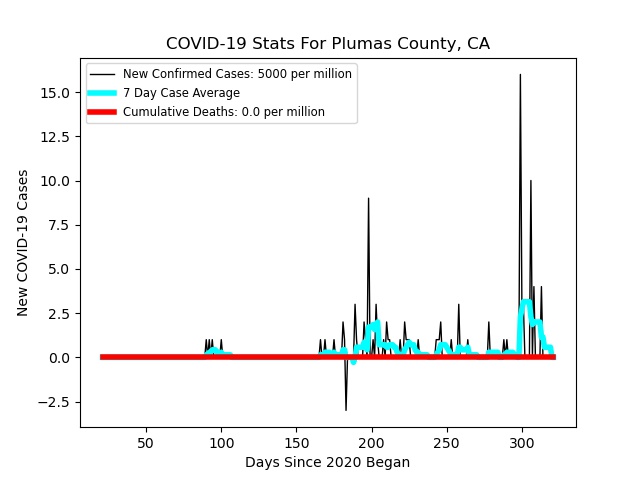 COVID-19 Stats For Plumas County, CA
New Confirmed Cases: 5000 per million
7 Day Case Average
Cumulative Deaths: 0.0 per million
New COVID-19 Cases
15.0
12.5
10.0
7.5
5.0
2.5
0.0
−2.5
50 100 150 200 250 300
Days Since 2020 Began